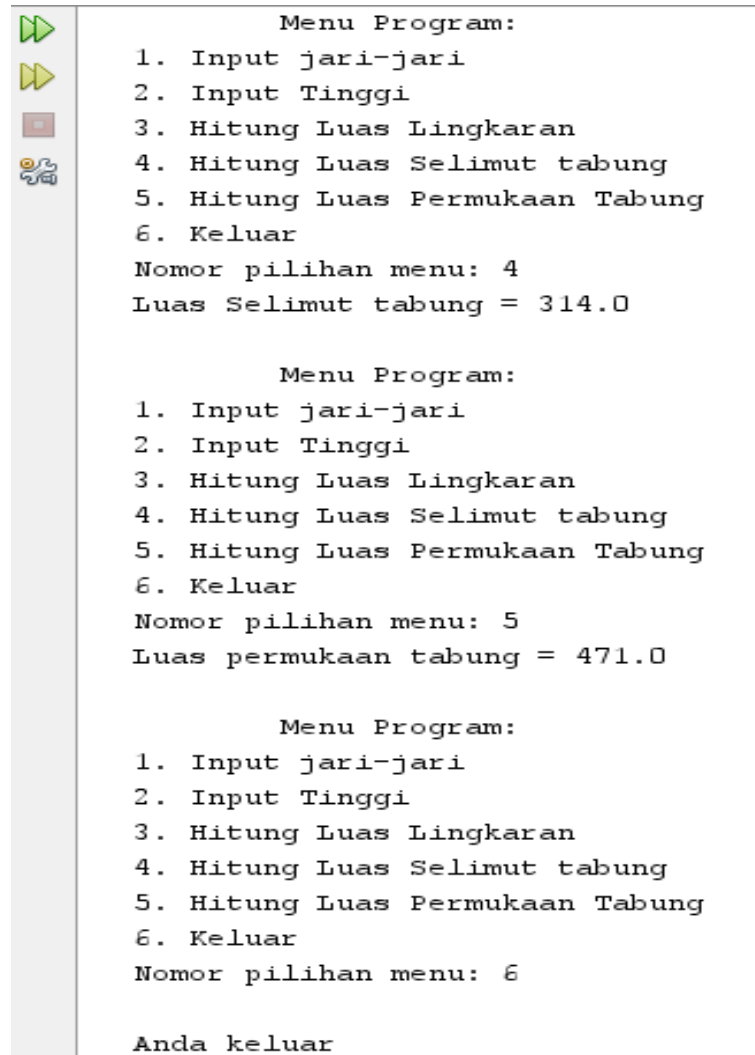 Menu Program:
1. Input jari-jari
2. Input Tinggi
3. Hitung Luas Lingkaran
4. Hitung Luas Selimut tabung
5. Hitung Luas Permukaan Tabung
6. Keluar
Nomor pilihan menu: 4
Luas Selimut tabung = 314.0
Menu Program:
1. Input jari-jari
2. Input Tinggi
3. Hitung Luas Lingkaran
4. Hitung Luas Selimut tabung
5. Hitung Luas Permukaan Tabung
6. Keluar
Nomor pilihan menu: 5
Luas permukaan tabung = 471.0
Menu Program:
1. Input jari-jari
2. Input Tinggi
3. Hitung Luas Lingkaran
4. Hitung Luas Selimut tabung
5. Hitung Luas Permukaan Tabung
6. Keluar
Nomor pilihan menu: 6
Anda keluar